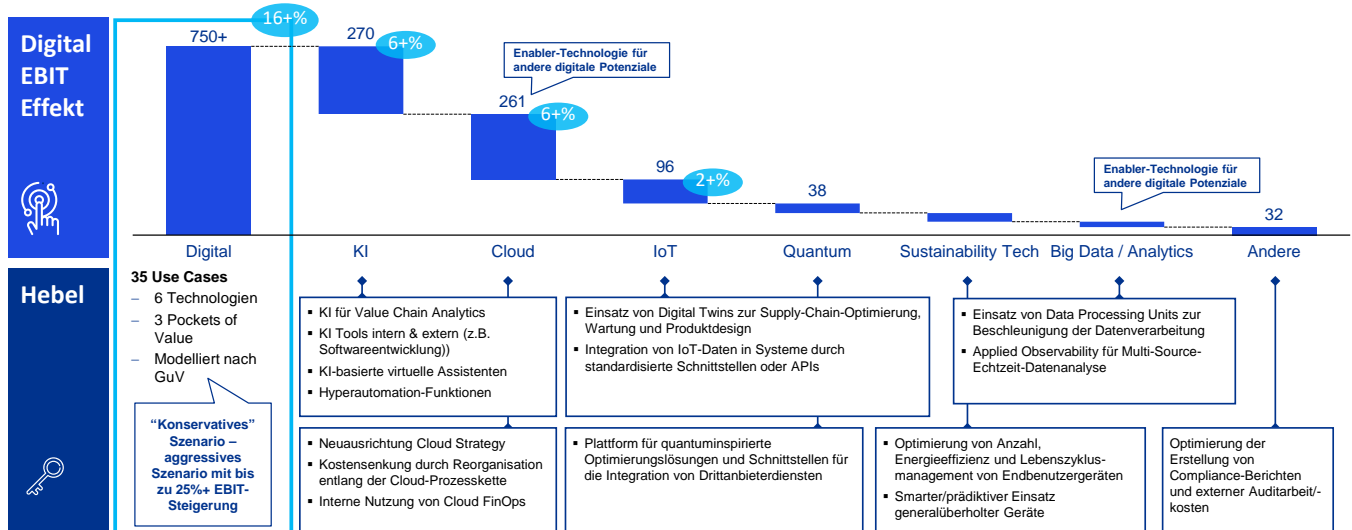 Digital
EBIT
Effekt
16+%
750+
270
6+%
Enabler-Technologie für
andere digitale Potenziale
261
6+%
96
2+%
38
Enabler-Technologie für
andere digitale Potenziale
32
Digital
KI
Cloud
IoT
Quantum
Sustainability Tech
Big Data / Analytics
Andere
Hebel
35 Use Cases
– 6 Technologien
– 3 Pockets of
Value
– Modelliert nach
GuV
“Konservatives”
Szenario –
aggressives
Szenario mit bis
zu 25%+ EBIT-
Steigerung
▪ KI für Value Chain Analytics
▪ KI Tools intern & extern (z.B.
Softwareentwicklung))
▪ KI-basierte virtuelle Assistenten
▪ Hyperautomation-Funktionen
▪ Neuausrichtung Cloud Strategy
▪ Kostensenkung durch Reorganisation
entlang der Cloud-Prozesskette
▪ Interne Nutzung von Cloud FinOps
▪ Einsatz von Digital Twins zur Supply-Chain-Optimierung,
Wartung und Produktdesign
▪ Integration von IoT-Daten in Systeme durch
standardisierte Schnittstellen oder APIs
▪ Plattform für quantuminspirierte
Optimierungslösungen und Schnittstellen für
die Integration von Drittanbieterdiensten
▪ Einsatz von Data Processing Units zur
Beschleunigung der Datenverarbeitung
▪ Applied Observability für Multi-Source-
Echtzeit-Datenanalyse
▪ Optimierung von Anzahl,
Energieeffizienz und Lebenszyklus-
management von Endbenutzergeräten
▪ Smarter/prädiktiver Einsatz
generalüberholter Geräte
Optimierung der
Erstellung von
Compliance-Berichten
und externer Auditarbeit/-
kosten